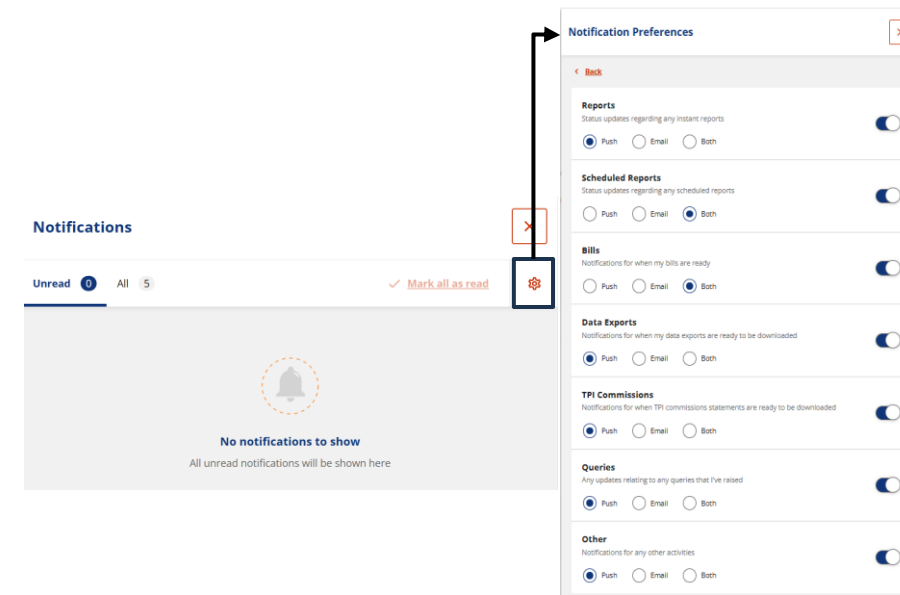 Notifications
Unread 0 All 5 Mark all as read
No notifications to show
All unread notifications will be shown here
Notification Preferences
Back
Reports
Status updates regarding any instant reports
Push Email Both
Scheduled Reports
Status updates regarding any scheduled reports
Push Email Both
Bills
Notifications for when my bills are ready
Push Email Both
Data Exports
Notifications for when my data exports are ready to be downloaded
Push Email Both
TPI Commissions
Notifications for when TPI commissions statements are ready to be downloaded
Push Email Both
Queries
Any updates relating to any queries that I've raised
Push Email Both
Other
Notifications for any other activities
Push Email Both